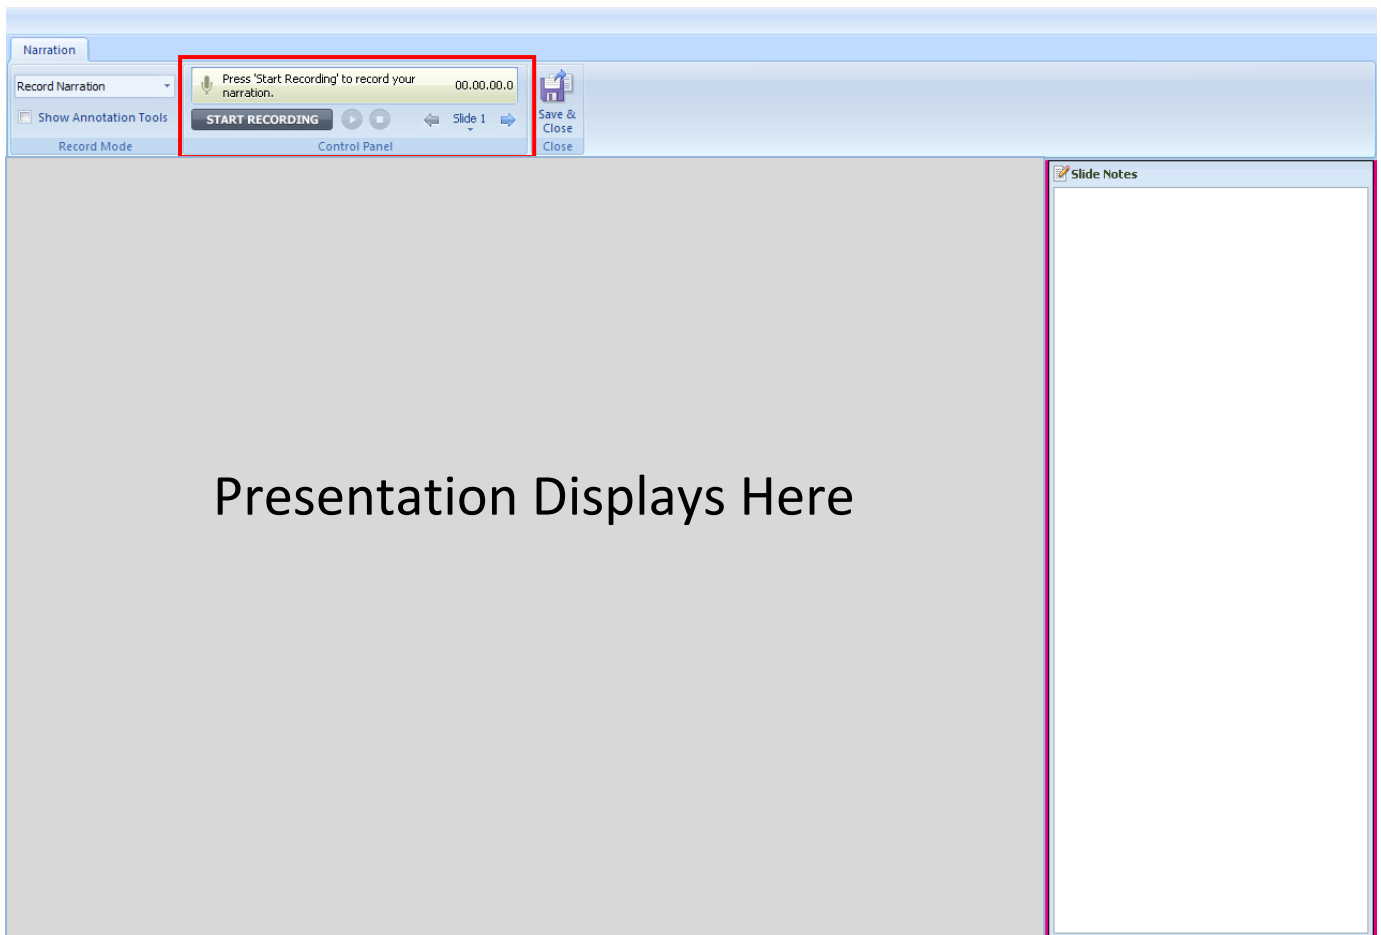 Narration
Record Narration
Show Annotation Tools
Record Mode
Press 'Start Recording' to record your
narration.
00.00.00.0
START RECORDING
Slide 1
Control Panel
Save &
Close
Close
Slide Notes
Presentation Displays Here